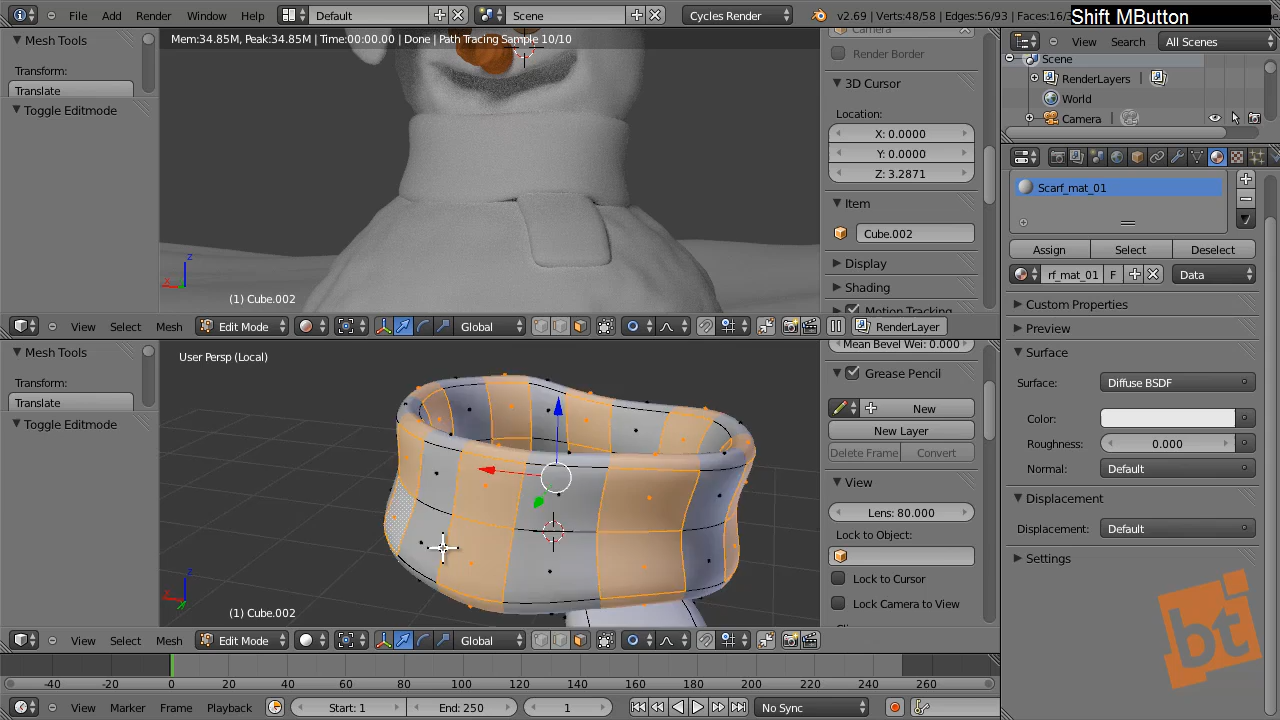 File Add Render Window Help Default Scene Cycles Render v2.69 | Verts:48/58 | Edges:56/93 | Faces:16/3
Shift MButton
Mem:34.85M, Peak:34.85M | Time:00:00.00 | Done | Path Tracing Sample 10/10
Mesh Tools
Transform:
Translate
Toggle Editmode
Camera
Render Border
3D Cursor
Location:
X: 0.0000
Y: 0.0000
Z: 3.2871
Item
Cube.002
Display
Shading
Motion Tracking
x z
(1) Cube.002
View Select Mesh Edit Mode Global RenderLayer
Mesh Tools
Transform:
Translate
Toggle Editmode
User Persp (Local)
Mean Bevel Wei: 0.000
Grease Pencil
New
New Layer
Delete Frame Convert
View
Lens: 80.000
Lock to Object:
Lock to Cursor
Lock Camera to View
x y z
(1) Cube.002
View Select Mesh Edit Mode Global
-40 -20 0 20 40 60 80 100 120 140 160 180 200 220 240 260
View Marker Frame Playback Start: 1 End: 250 1 No Sync
View Search All Scenes
Scene
RenderLayers
World
Camera
Scarf_mat_01
Assign Select Deselect
rf_mat_01 F Data
Custom Properties
Preview
Surface
Surface: Diffuse BSDF
Color:
Roughness: 0.000
Normal: Default
Displacement
Displacement: Default
Settings
bt